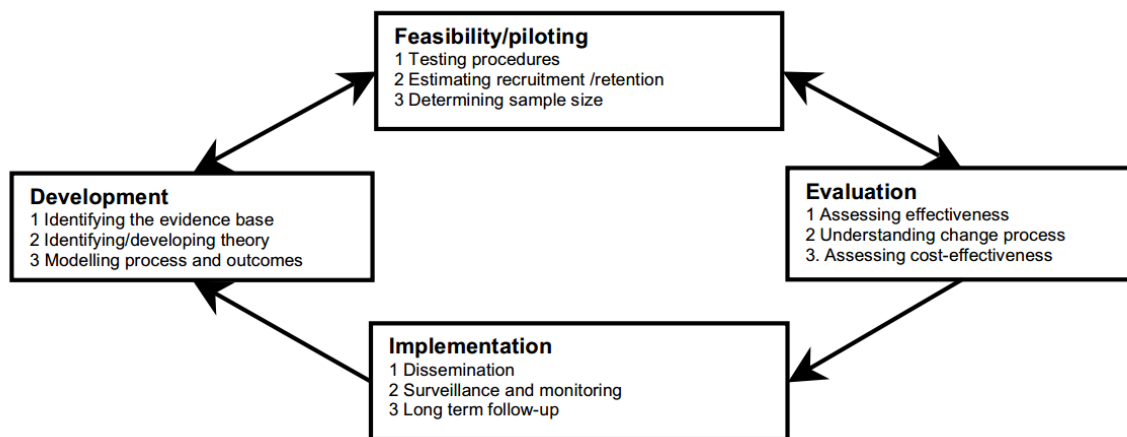 Feasibility/piloting
1 Testing procedures
2 Estimating recruitment /retention
3 Determining sample size
Development
1 Identifying the evidence base
2 Identifying/developing theory
3 Modelling process and outcomes
Evaluation
1 Assessing effectiveness
2 Understanding change process
3. Assessing cost-effectiveness
Implementation
1 Dissemination
2 Surveillance and monitoring
3 Long term follow-up